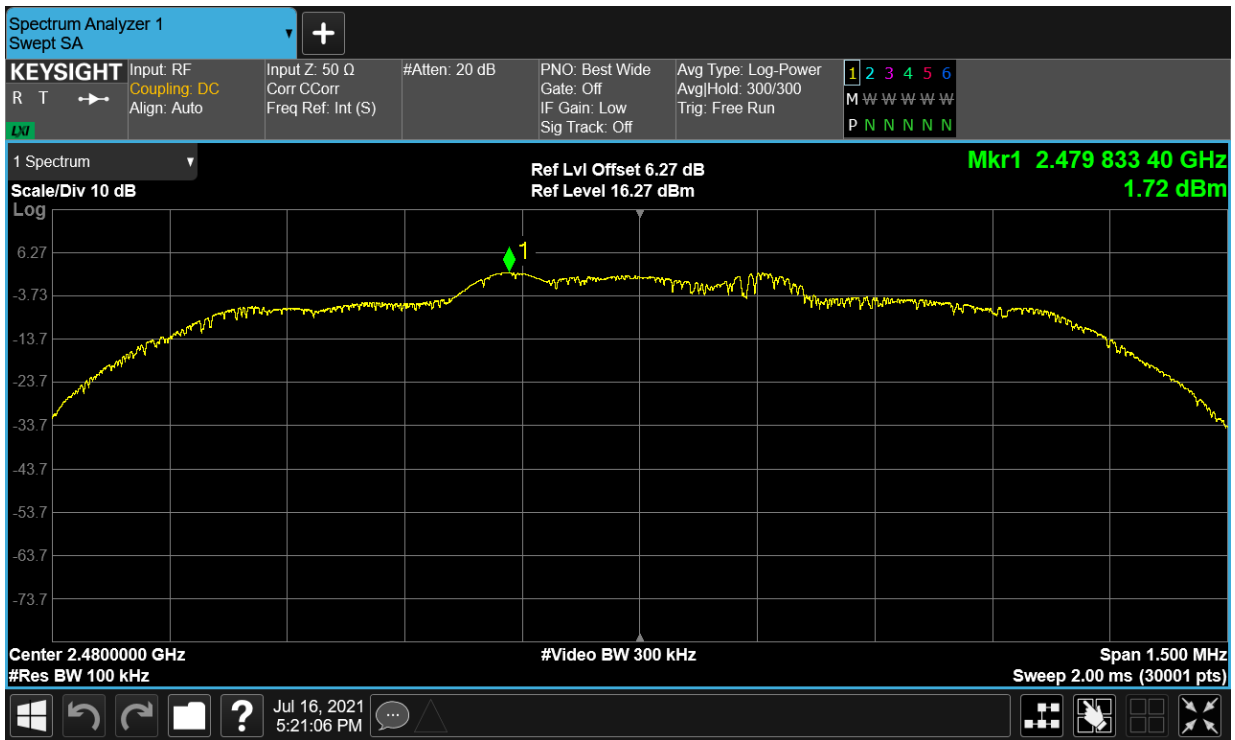 Spectrum Analyzer 1
Swept SA
KEYSIGHT
R T
LXI
Input: RF
Coupling: DC
Align: Auto
Input Z: 50 Ω
Corr CCorr
Freq Ref: Int (S)
#Atten: 20 dB
PNO: Best Wide
Gate: Off
IF Gain: Low
Sig Track: Off
Avg Type: Log-Power
Avg|Hold: 300/300
Trig: Free Run
1 2 3 4 5 6
M W W W W W
P N N N N N
1 Spectrum
Scale/Div 10 dB
Log
Ref Lvl Offset 6.27 dB
Ref Level 16.27 dBm
Mkr1 2.479 833 40 GHz
1.72 dBm
1
6.27
-3.73
-13.7
-23.7
-33.7
-43.7
-53.7
-63.7
-73.7
Center 2.4800000 GHz
#Res BW 100 kHz
#Video BW 300 kHz
Span 1.500 MHz
Sweep 2.00 ms (30001 pts)
?
Jul 16, 2021
5:21:06 PM